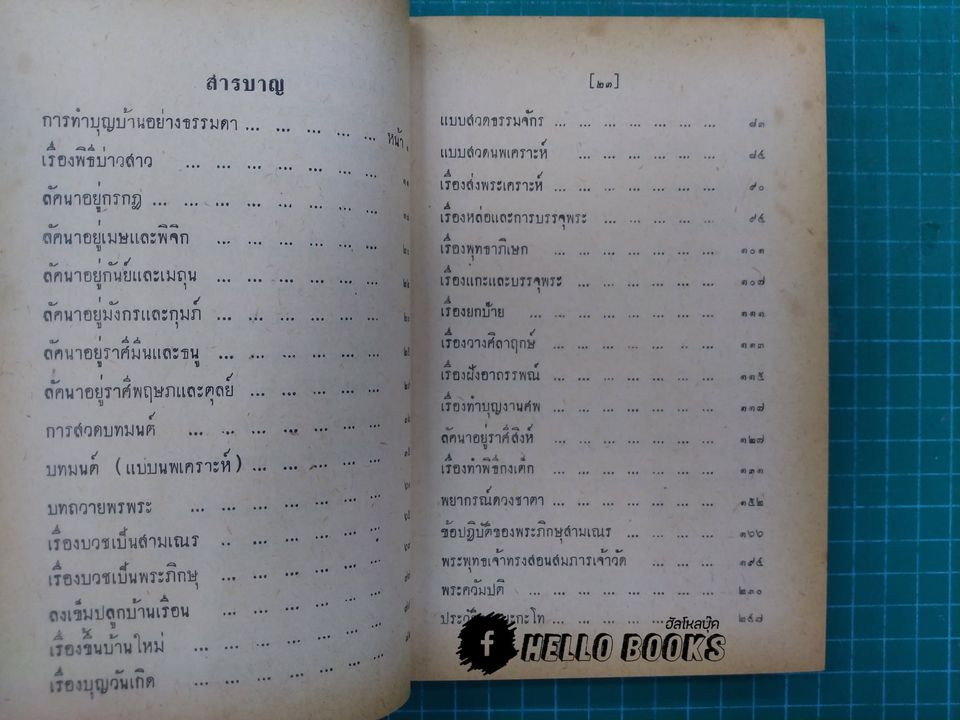 สารบาญ
การทำบุญบ้านอย่างธรรมดา ... ... ... ... ... หน้า
เรื่องพิธีบ่าวสาว ... ... ... ... ... ... ...
ลัคนาอยู่กรกฎ ... ... ... ... ... ... ... ...
ลัคนาอยู่เมษและพิจิก ... ... ... ... ... ...
ลัคนาอยู่กันย์และเมถุน ... ... ... ... ... ...
ลัคนาอยู่มังกรและกุมภ์ ... ... ... ... ... ...
ลัคนาอยู่ราศีมีนและธนู ... ... ... ... ... ...
ลัคนาอยู่ราศีพฤษภและตุลย์ ... ... ... ... ...
การสวดบทมนต์ ... ... ... ... ... ... ...
บทมนต์ (แบบนพเคราะห์) ... ... ... ... ...
บทถวายพรพระ ... ... ... ... ... ... ...
เรื่องบวชเป็นสามเณร .. ... ... ... ... ...
เรื่องบวชเป็นพระภิกษุ ... ... ... ... ... ...
ลงเข็มปลูกบ้านเรือน ... ... ... ... ... ...
เรื่องขึ้นบ้านใหม่ ... ... ... ... ... ... ...
เรื่องบุญวันเกิด ... ... ... ... ... ... ...
[๒๓]
แบบสวดธรรมจักร ... ... ... ... ... ... ... ๘๓
แบบสวดนพเคราะห์ ... ... ... ... ... ... ๘๕
เรื่องส่งพระเคราะห์ ... ... ... ... ... ... ... ๙๐
เรื่องหล่อและการบรรจุพระ ... ... ... ... ... ๙๕
เรื่องพุทธาภิเษก ... ... ... ... ... ... ... ๑๐๑
เรื่องแกะและบรรจุพระ ... ... ... ... ... ... ๑๐๗
เรื่องยกป้าย ... ... ... ... ... ... ... ๑๑๑
เรื่องวางศิลาฤกษ์ ... ... ... ... ... .. ... ๑๑๓
เรื่องฝังอาถรรพณ์ ... ... ... ... ... ... ... ๑๑๕
เรื่องทำบุญงานศพ ... ... ... ... ... ... ... ๑๑๗
ลัคนาอยู่ราศีสิงห์ ... ... ... ... ... ... ... ๑๒๗
เรื่องทำพิธีกงเต็ก ... ... ... ... ... ... ... ๑๓๑
พยากรณ์ดวงชาตา ... ... ... ... ... ... ... ๑๕๒
ข้อปฏิบัติของพระภิกษุสามเณร ... ... ... ... ๑๖๖
พระพุทธเจ้าทรงสอนสมภารเจ้าวัด ... ... ... ... ๑๙๕
พระควัมปติ ... ... ... ... ... ... ... ๒๓๐
... ... ... ... ... ... ๒๔๗
ฮัลโหลบุ๊ค
f HELLO BOOKS